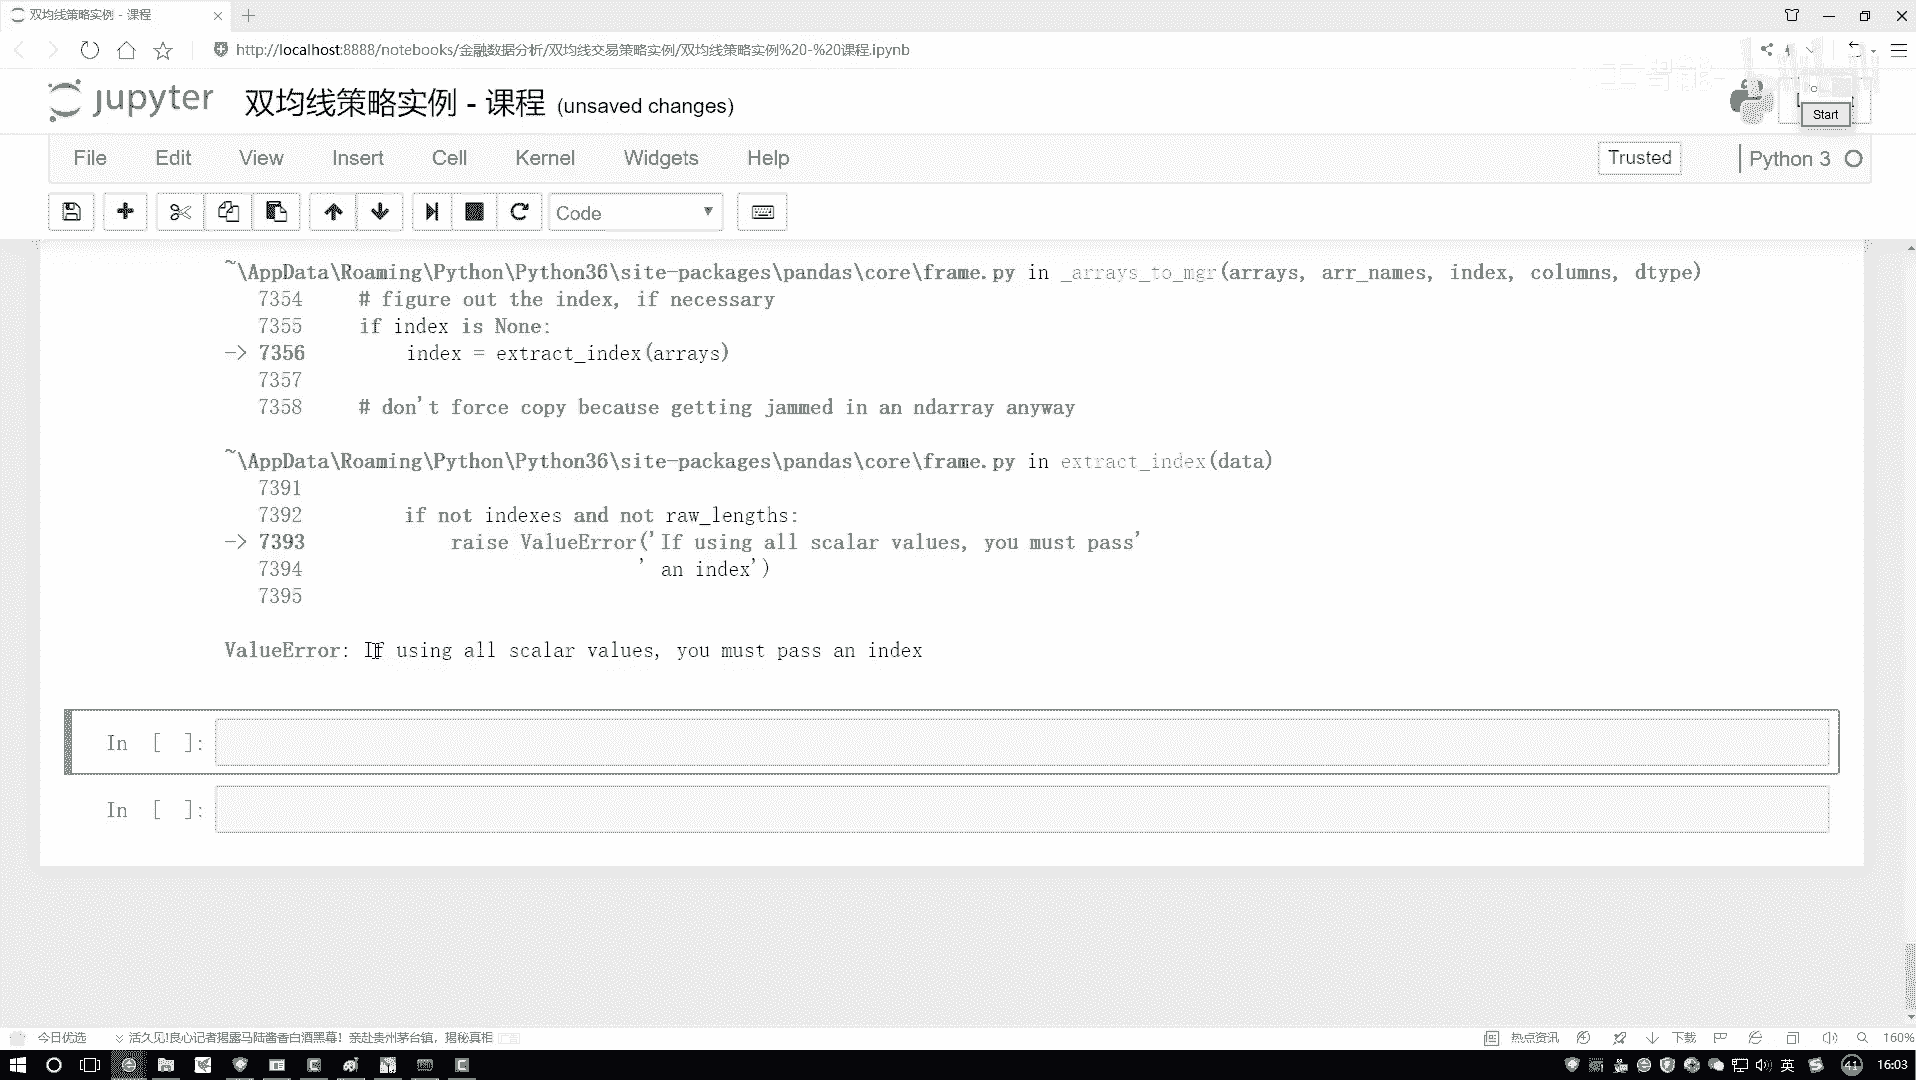 双均线策略实例 - 课程
http://localhost:8888/notebooks/金融数据分析/双均线交易策略实例/双均线策略实例%20-%20课程.ipynb
jupyter 双均线策略实例 - 课程 (unsaved changes)
Start
File Edit View Insert Cell Kernel Widgets Help
Trusted
Python 3
Code
~\AppData\Roaming\Python\Python36\site-packages\pandas\core\frame.py in _arrays_to_mgr(arrays, arr_names, index, columns, dtype)
7354 # figure out the index, if necessary
7355 if index is None:
-> 7356 index = extract_index(arrays)
7357
7358 # don't force copy because getting jammed in an ndarray anyway
~\AppData\Roaming\Python\Python36\site-packages\pandas\core\frame.py in extract_index(data)
7391
7392 if not indexes and not raw_lengths:
-> 7393 raise ValueError('If using all scalar values, you must pass'
7394 ' an index')
7395
ValueError: If using all scalar values, you must pass an index
In [ ]:
In [ ]:
今日优选 活久见!良心记者揭露马陆酱香白酒黑幕!亲赴贵州茅台镇,揭秘真相
热点资讯 下载 160%
英 41 16:03